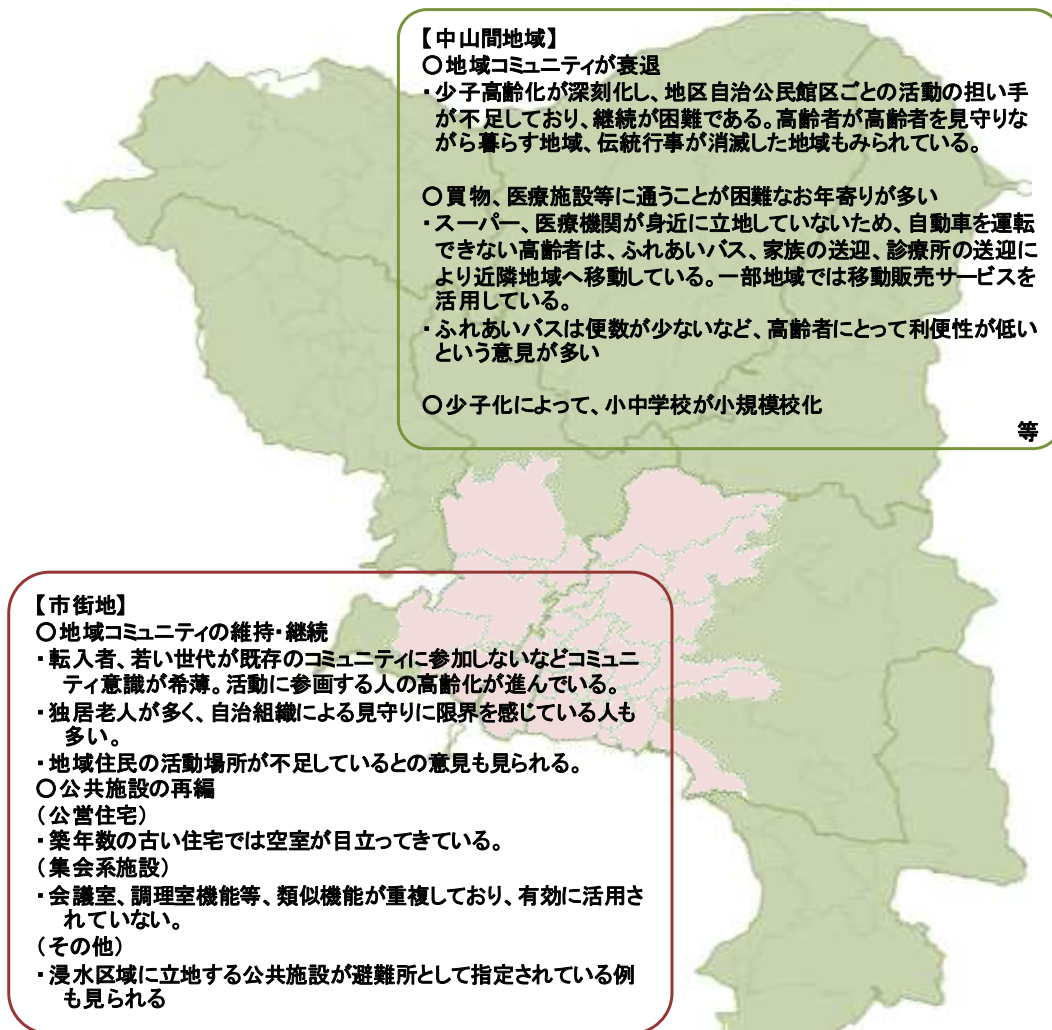 【中山間地域】
○地域コミュニティが衰退
・少子高齢化が深刻化し、地区自治公民館区ごとの活動の担い手
が不足しており、継続が困難である。高齢者が高齢者を見守りな
がら暮らす地域、伝統行事が消滅した地域もみられている。
○買物、医療施設等に通うことが困難なお年寄りが多い
・スーパー、医療機関が身近に立地していないため、自動車を運転
できない高齢者は、ふれあいバス、家族の送迎、診療所の送迎に
より近隣地域へ移動している。一部地域では移動販売サービスを
活用している。
・ふれあいバスは便数が少ないなど、高齢者にとって利便性が低い
という意見が多い
○少子化によって、小中学校が小規模校化
等
【市街地】
○地域コミュニティの維持・継続
・転入者、若い世代が既存のコミュニティに参加しないなどコミュニ
ティ意識が希薄。活動に参画する人の高齢化が進んでいる。
・独居老人が多く、自治組織による見守りに限界を感じている人も
多い。
・地域住民の活動場所が不足しているとの意見も見られる。
○公共施設の再編
(公営住宅)
・築年数の古い住宅では空室が目立ってきている。
(集会系施設)
・会議室、調理室機能等、類似機能が重複しており、有効に活用さ
れていない。
(その他)
・浸水区域に立地する公共施設が避難所として指定されている例
も見られる